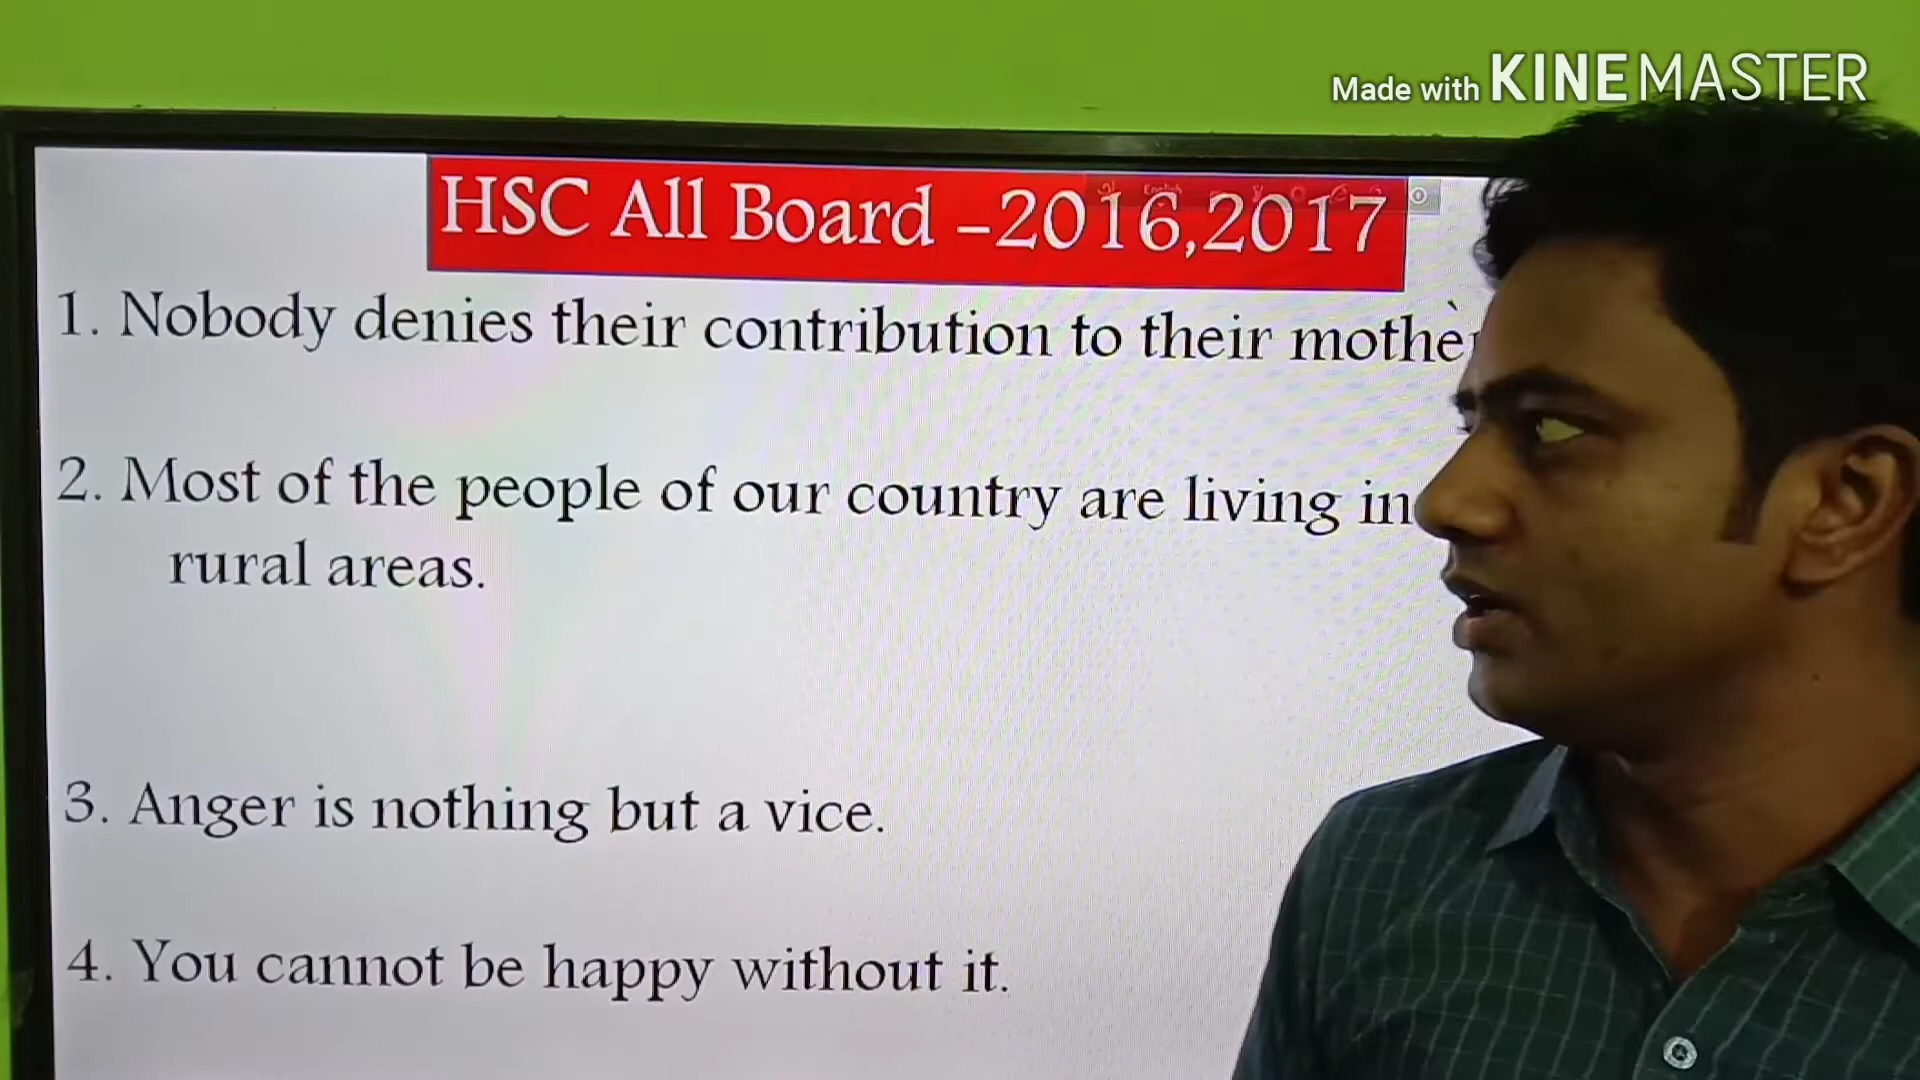 Made with KINEMASTER
HSC All Board -2016,2017
1. Nobody denies their contribution to their
2. Most of the people of our country are living in
rural areas.
3. Anger is nothing but a vice.
4. You cannot be happy without it.